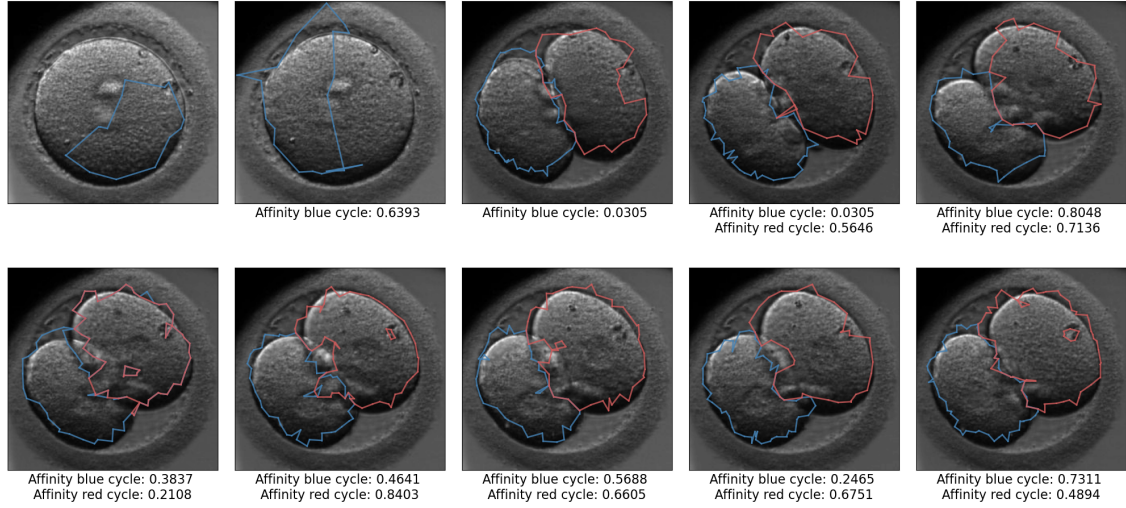 Affinity blue cycle: 0.6393
Affinity blue cycle: 0.0305
Affinity blue cycle: 0.0305
Affinity red cycle: 0.5646
Affinity blue cycle: 0.8048
Affinity red cycle: 0.7136
Affinity blue cycle: 0.3837
Affinity red cycle: 0.2108
Affinity blue cycle: 0.4641
Affinity red cycle: 0.8403
Affinity blue cycle: 0.5688
Affinity red cycle: 0.6605
Affinity blue cycle: 0.2465
Affinity red cycle: 0.6751
Affinity blue cycle: 0.7311
Affinity red cycle: 0.4894